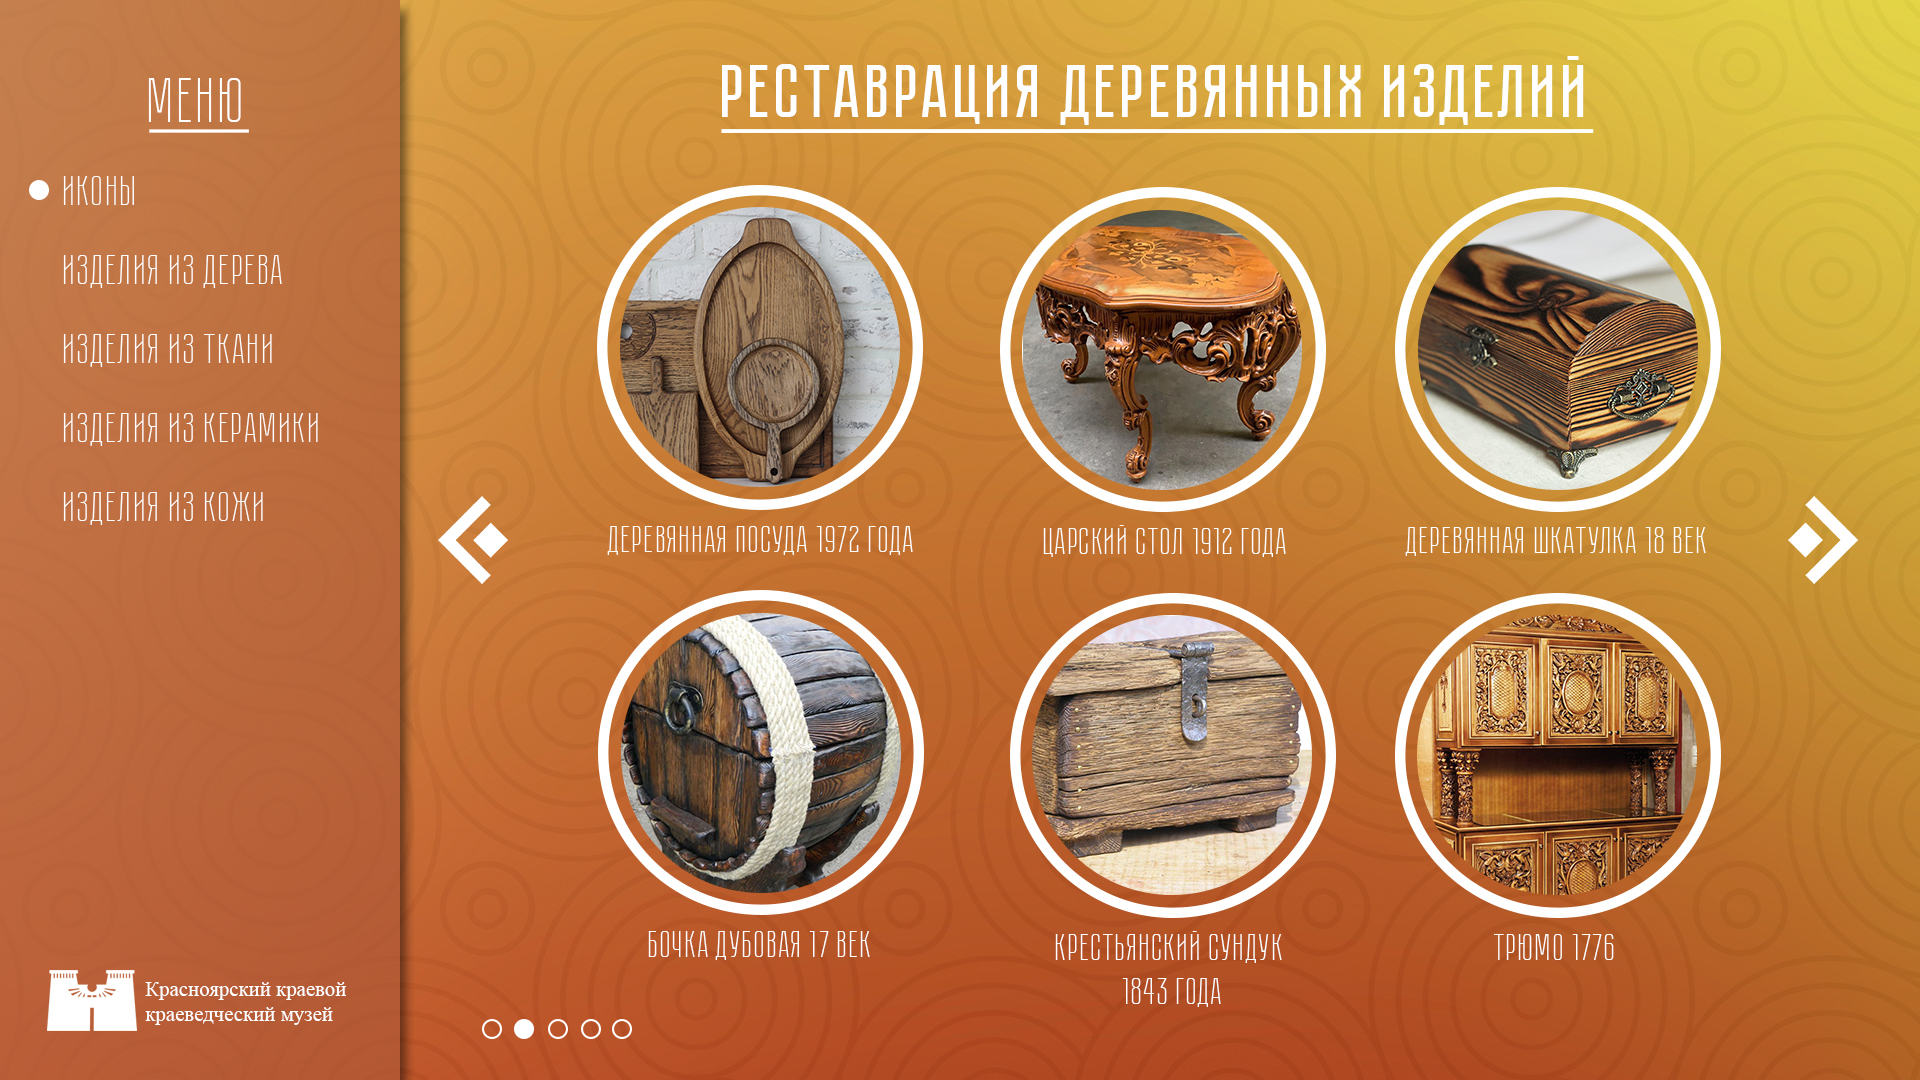 МЕНЮ
ИКОНЫ
ИЗДЕЛИЯ ИЗ ДЕРЕВА
ИЗДЕЛИЯ ИЗ ТКАНИ
ИЗДЕЛИЯ ИЗ КЕРАМИКИ
ИЗДЕЛИЯ ИЗ КОЖИ
Красноярский краевой
краеведческий музей
РЕСТАВРАЦИЯ ДЕРЕВЯННЫХ ИЗДЕЛИЙ
ДЕРЕВЯННАЯ ПОСУДА 1972 ГОДА
ЦАРСКИЙ СТОЛ 1912 ГОДА
ДЕРЕВЯННАЯ ШКАТУЛКА 18 ВЕК
БОЧКА ДУБОВАЯ 17 ВЕК
КРЕСТЬЯНСКИЙ СУНДУК
1843 ГОДА
ТРЮМО 1776